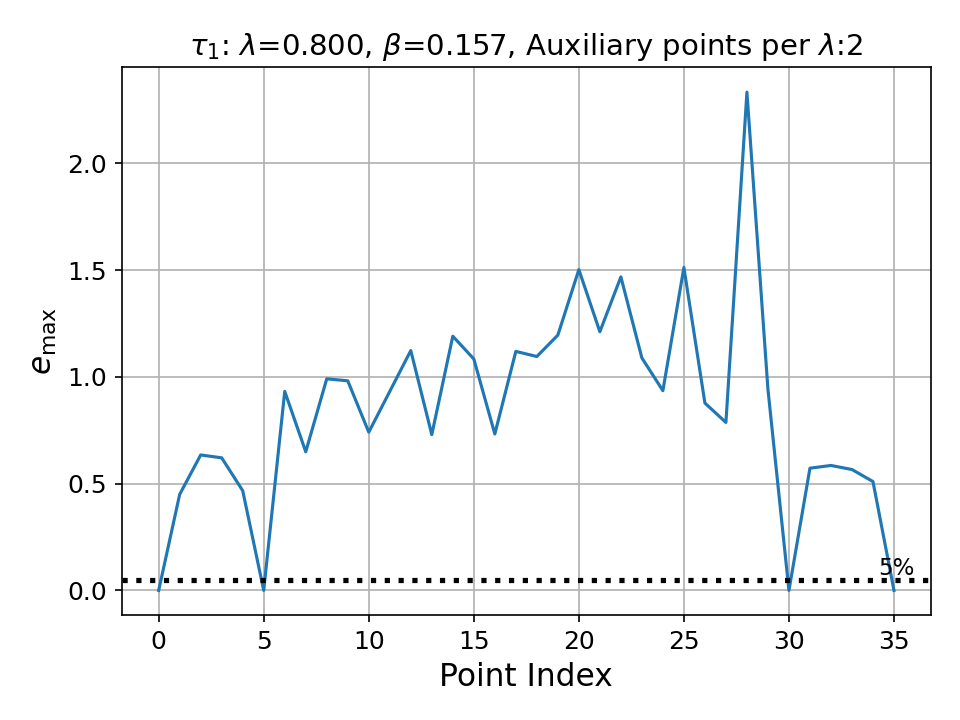 τ₁: λ=0.800, β=0.157, Auxiliary points per λ:2
e_max
2.0
1.5
1.0
0.5
0.0
5%
0 5 10 15 20 25 30 35
Point Index